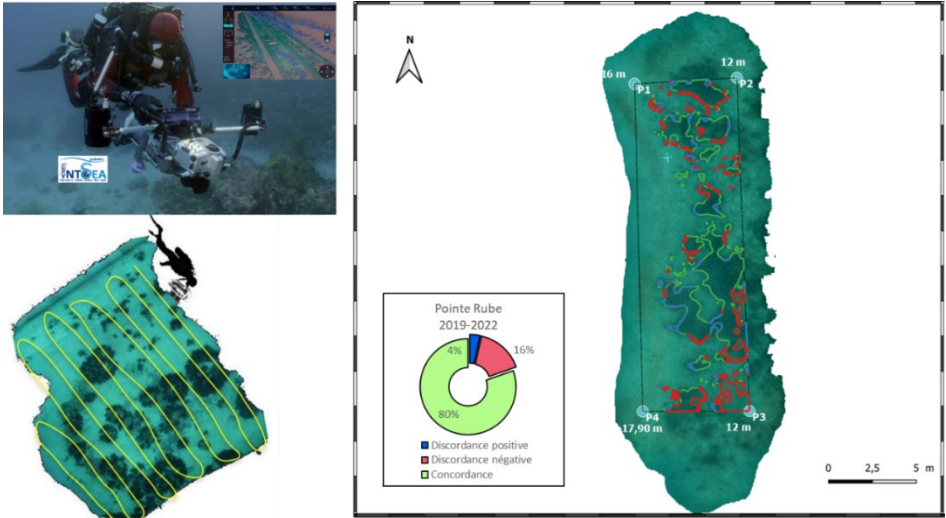 INTOSEA
N
16 m
12 m
P1
P2
Pointe Rube
2019-2022
4%
16%
80%
Discordance positive
Discordance négative
Concordance
P4
P3
17,90 m
12 m
0 2,5 5 m